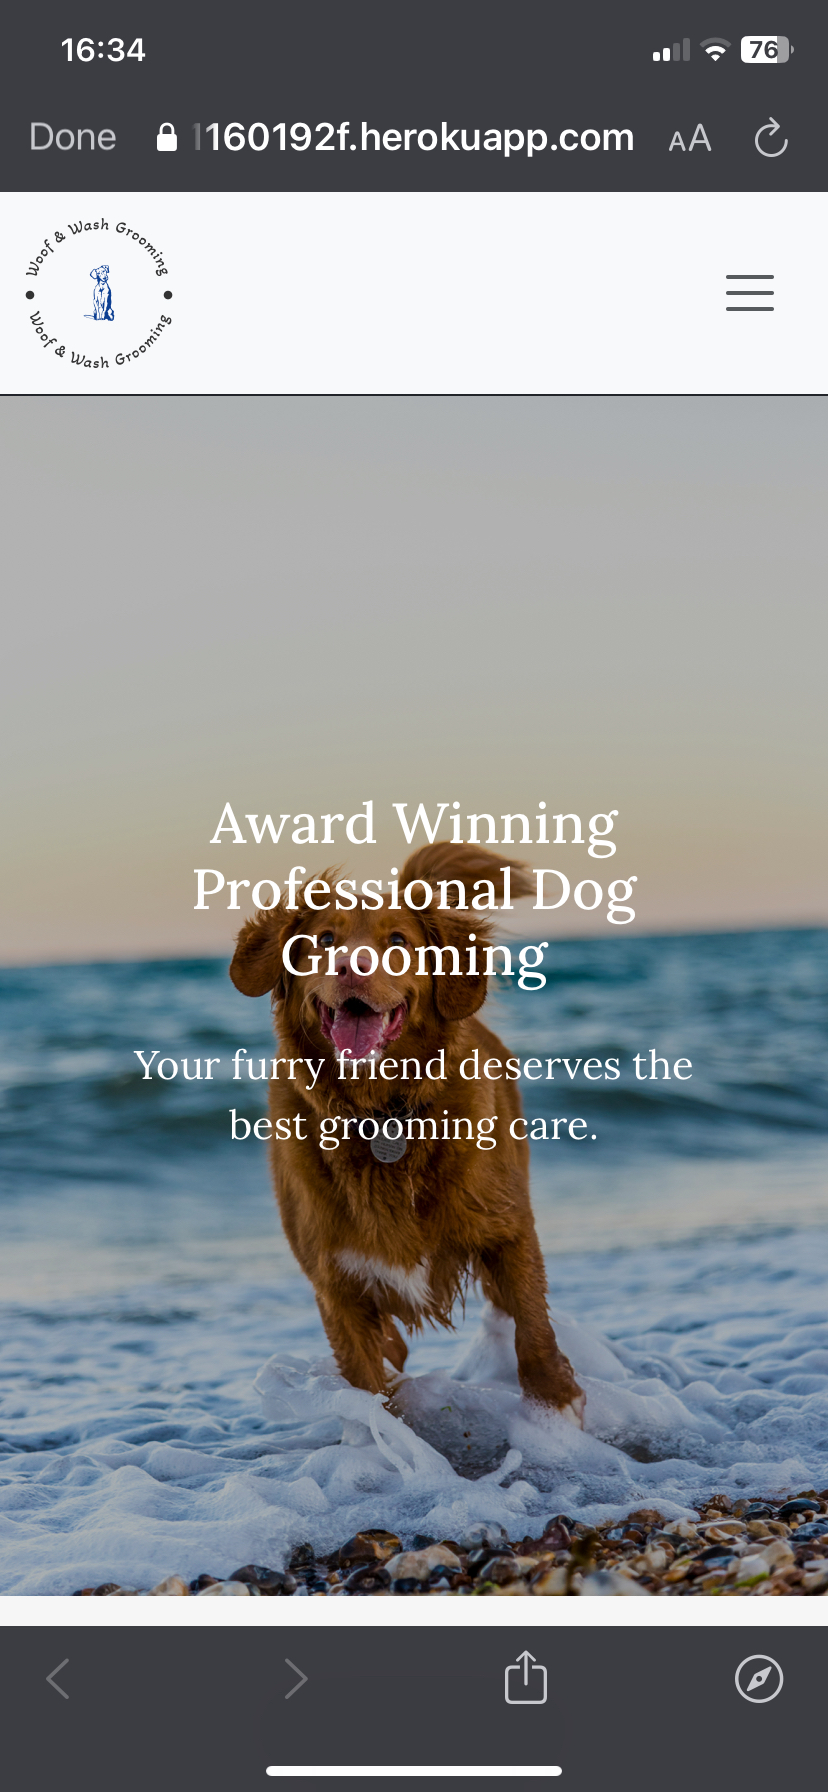 16:34
76
Done
1160192f.herokuapp.com
AA
Woof & Wash Grooming
Woof & Wash Grooming
Award Winning
Professional Dog
Grooming
Your furry friend deserves the
best grooming care.